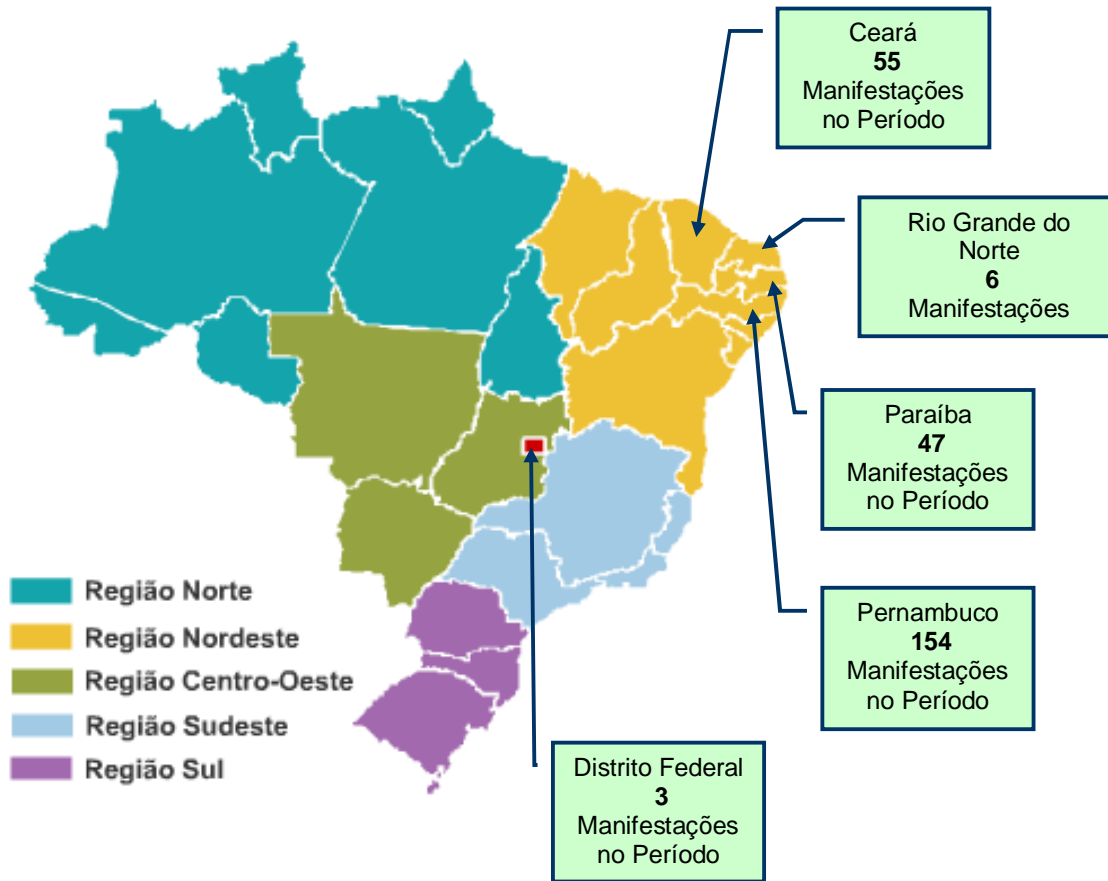 Ceará
55
Manifestações
no Período
Rio Grande do
Norte
6
Manifestações
Paraíba
47
Manifestações
no Período
Pernambuco
154
Manifestações
no Período
Distrito Federal
3
Manifestações
no Período
Região Norte
Região Nordeste
Região Centro-Oeste
Região Sudeste
Região Sul